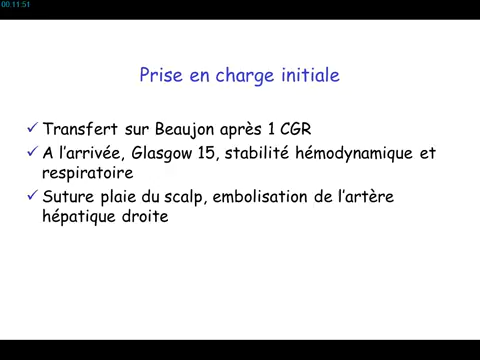 00:11:51
Prise en charge initiale
✓ Transfert sur Beaujon après 1 CGR
✓ A l'arrivée, Glasgow 15, stabilité hémodynamique et
respiratoire
✓ Suture plaie du scalp, embolisation de l'artère
hépatique droite